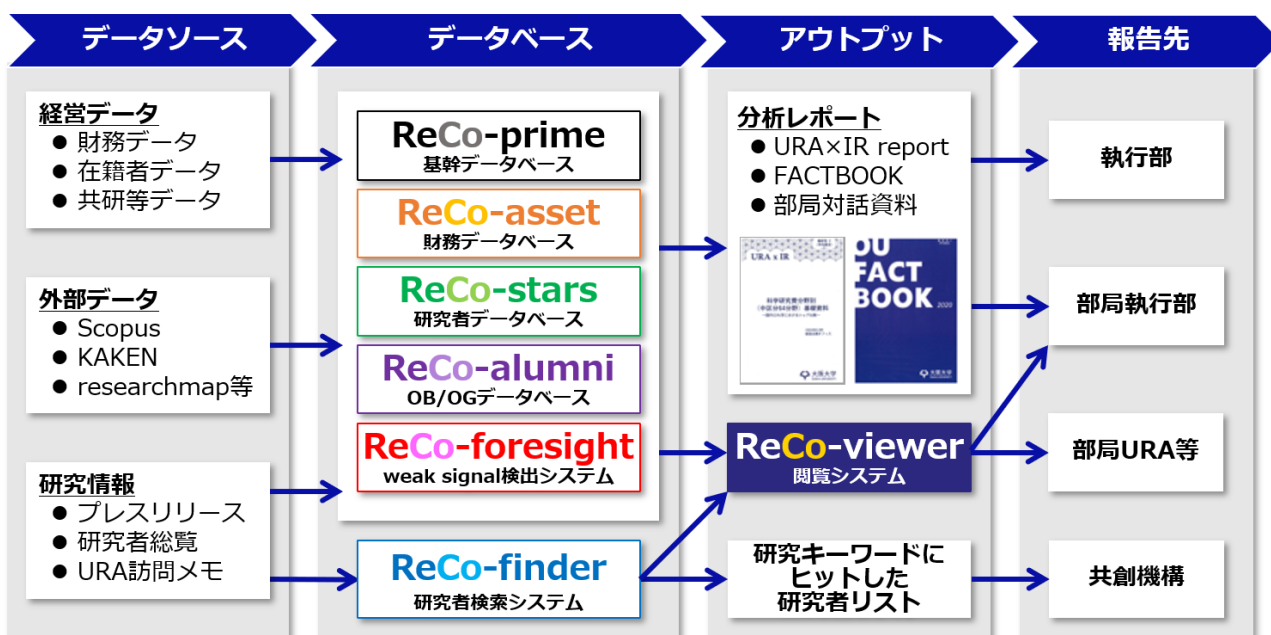 データソース
データベース
アウトプット
報告先
経営データ
● 財務データ
● 在籍者データ
● 共研等データ
外部データ
● Scopus
● KAKEN
● researchmap等
研究情報
● プレスリリース
● 研究者総覧
● URA訪問メモ
ReCo-prime
基幹データベース
ReCo-asset
財務データベース
ReCo-stars
研究者データベース
ReCo-alumni
OB/OGデータベース
ReCo-foresight
weak signal検出システム
ReCo-finder
研究者検索システム
分析レポート
● URA×IR report
● FACTBOOK
● 部局対話資料
URA x IR
大阪大学
OU
FACT
BOOK 2020
大阪大学
ReCo-viewer
閲覧システム
研究キーワードに
ヒットした
研究者リスト
執行部
部局執行部
部局URA等
共創機構